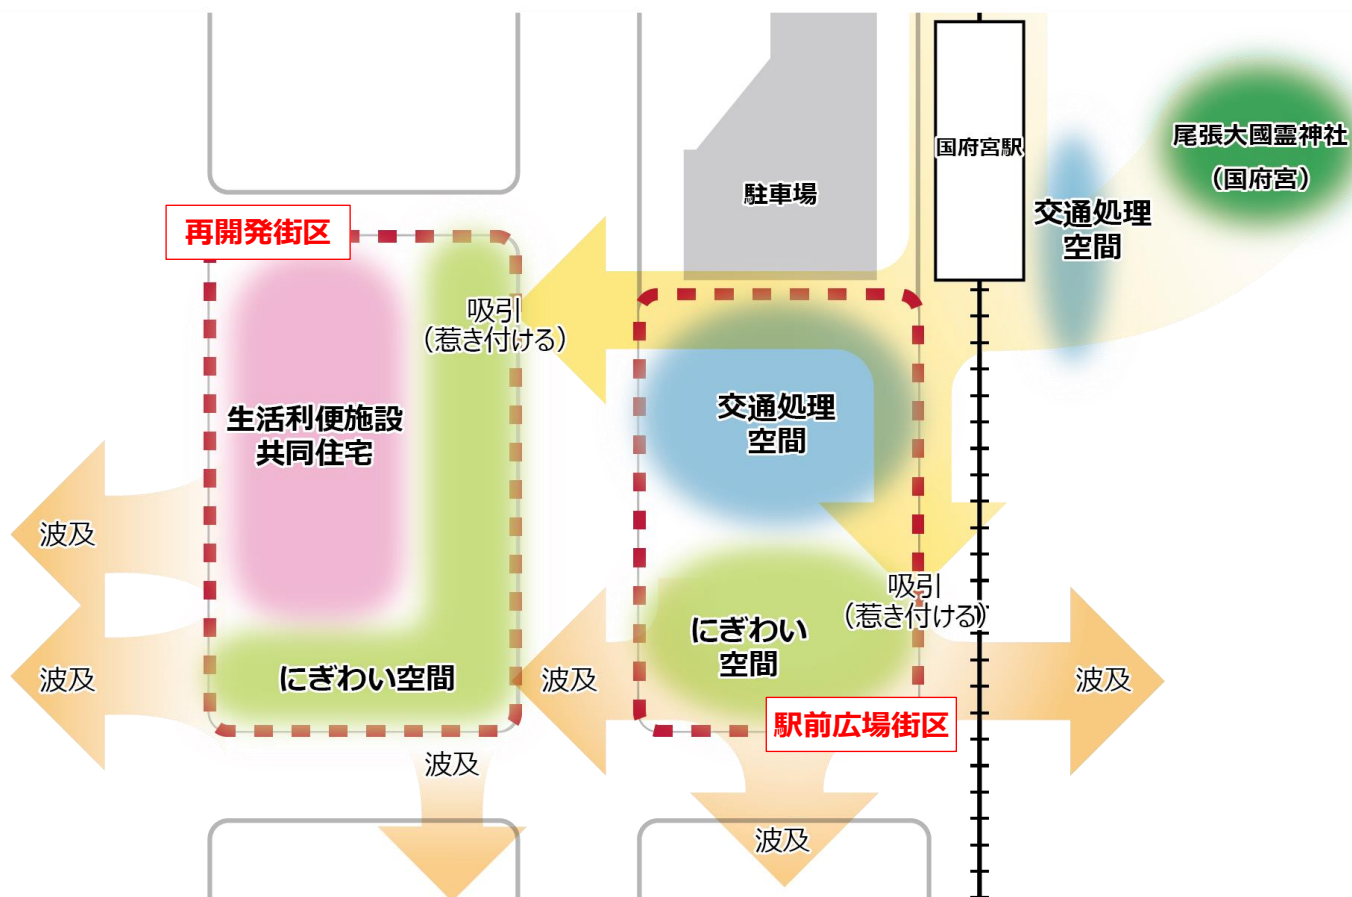 尾張大國霊神社
（国府宮）
国府宮駅
駐車場
交通処理
空間
再開発街区
吸引
（惹き付ける）
生活利便施設
共同住宅
交通処理
空間
波及
吸引
（惹き付ける）
にぎわい
空間
波及
にぎわい空間
波及
波及
駅前広場街区
波及
波及